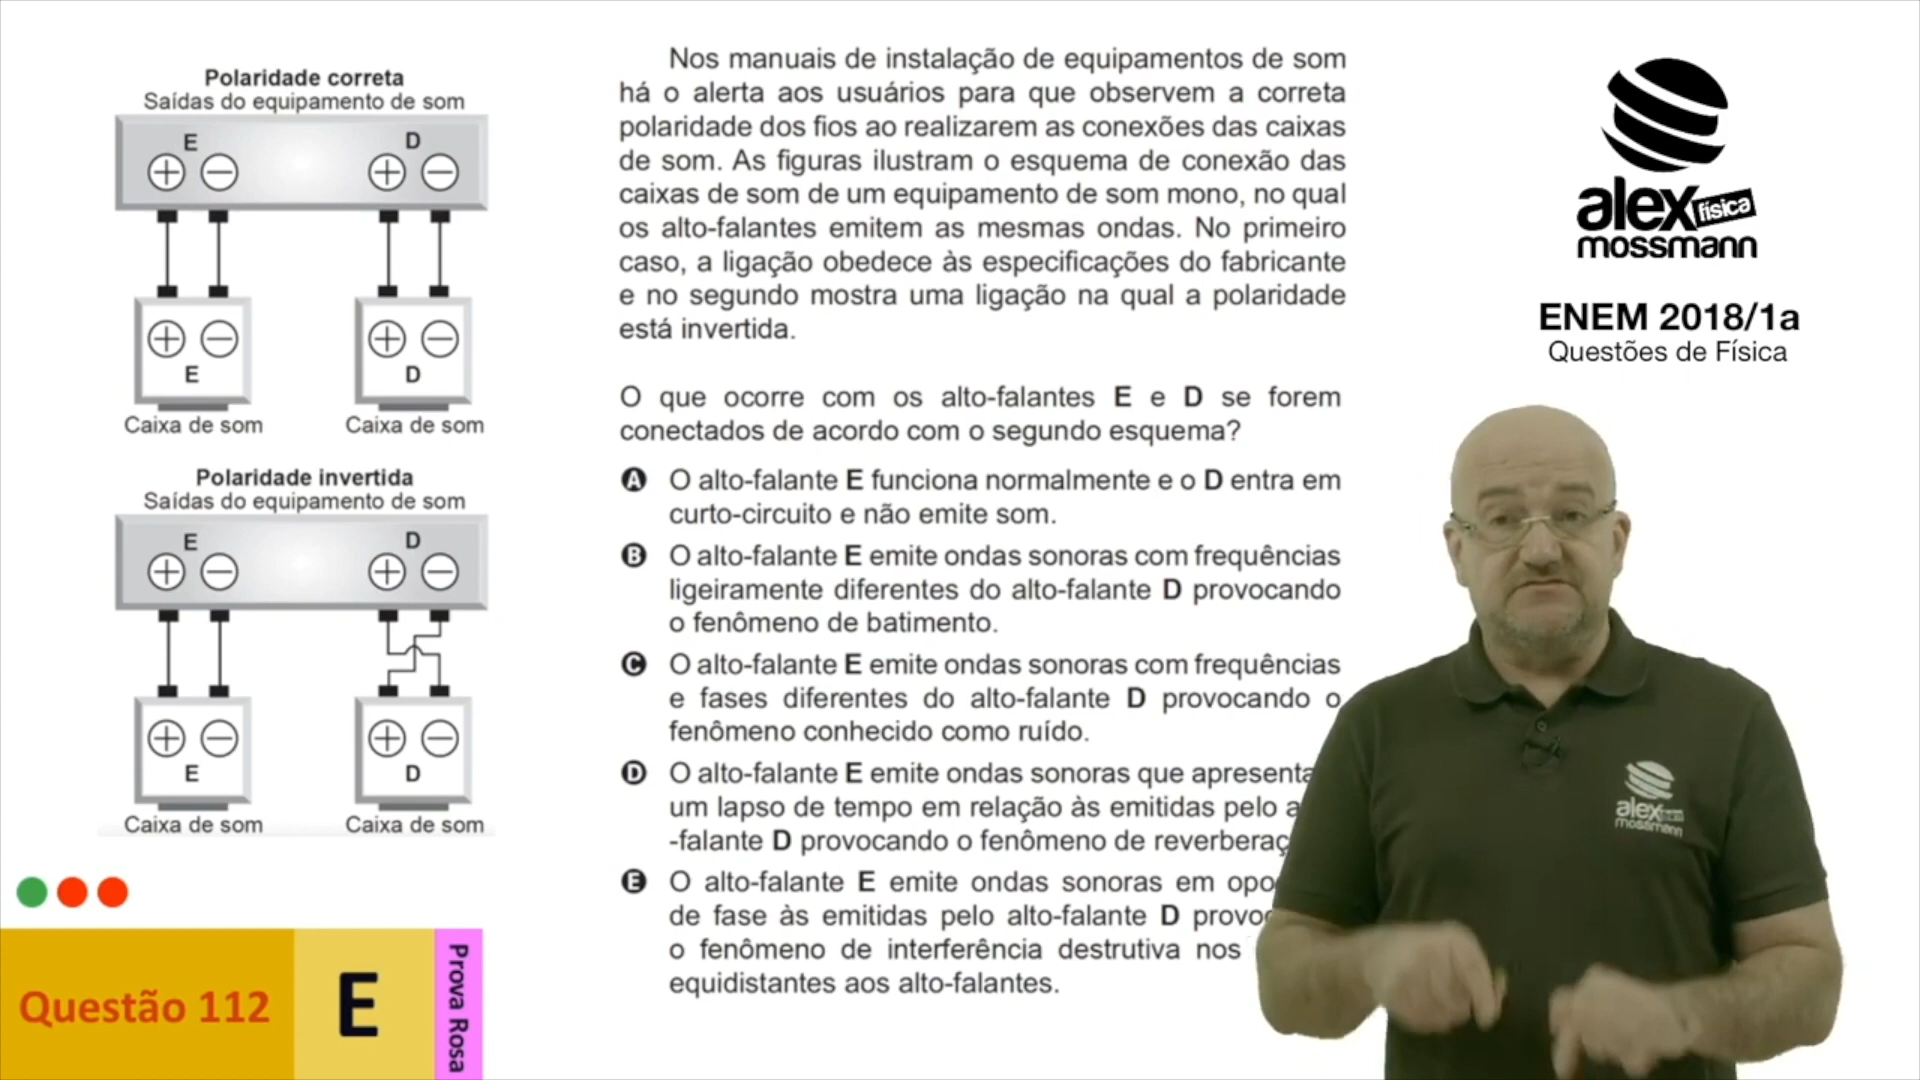 Polaridade correta
Saídas do equipamento de som
E
D
+ − + −
+ − + −
E
D
Caixa de som
Caixa de som
Polaridade invertida
Saídas do equipamento de som
E
D
+ − + −
+ − + −
E
D
Caixa de som
Caixa de som
Questão 112
E
Prova Rosa
Nos manuais de instalação de equipamentos de som
há o alerta aos usuários para que observem a correta
polaridade dos fios ao realizarem as conexões das caixas
de som. As figuras ilustram o esquema de conexão das
caixas de som de um equipamento de som mono, no qual
os alto-falantes emitem as mesmas ondas. No primeiro
caso, a ligação obedece às especificações do fabricante
e no segundo mostra uma ligação na qual a polaridade
está invertida.
O que ocorre com os alto-falantes E e D se forem
conectados de acordo com o segundo esquema?
A O alto-falante E funciona normalmente e o D entra em
curto-circuito e não emite som.
B O alto-falante E emite ondas sonoras com frequências
ligeiramente diferentes do alto-falante D provocando
o fenômeno de batimento.
C O alto-falante E emite ondas sonoras com frequências
e fases diferentes do alto-falante D provocando o
fenômeno conhecido como ruído.
D O alto-falante E emite ondas sonoras que apresenta
um lapso de tempo em relação às emitidas pelo a
-falante D provocando o fenômeno de reverberaç
E O alto-falante E emite ondas sonoras em opo
de fase às emitidas pelo alto-falante D provoc
o fenômeno de interferência destrutiva nos
equidistantes aos alto-falantes.
alex física
mossmann
ENEM 2018/1a
Questões de Física
alex
mossmann